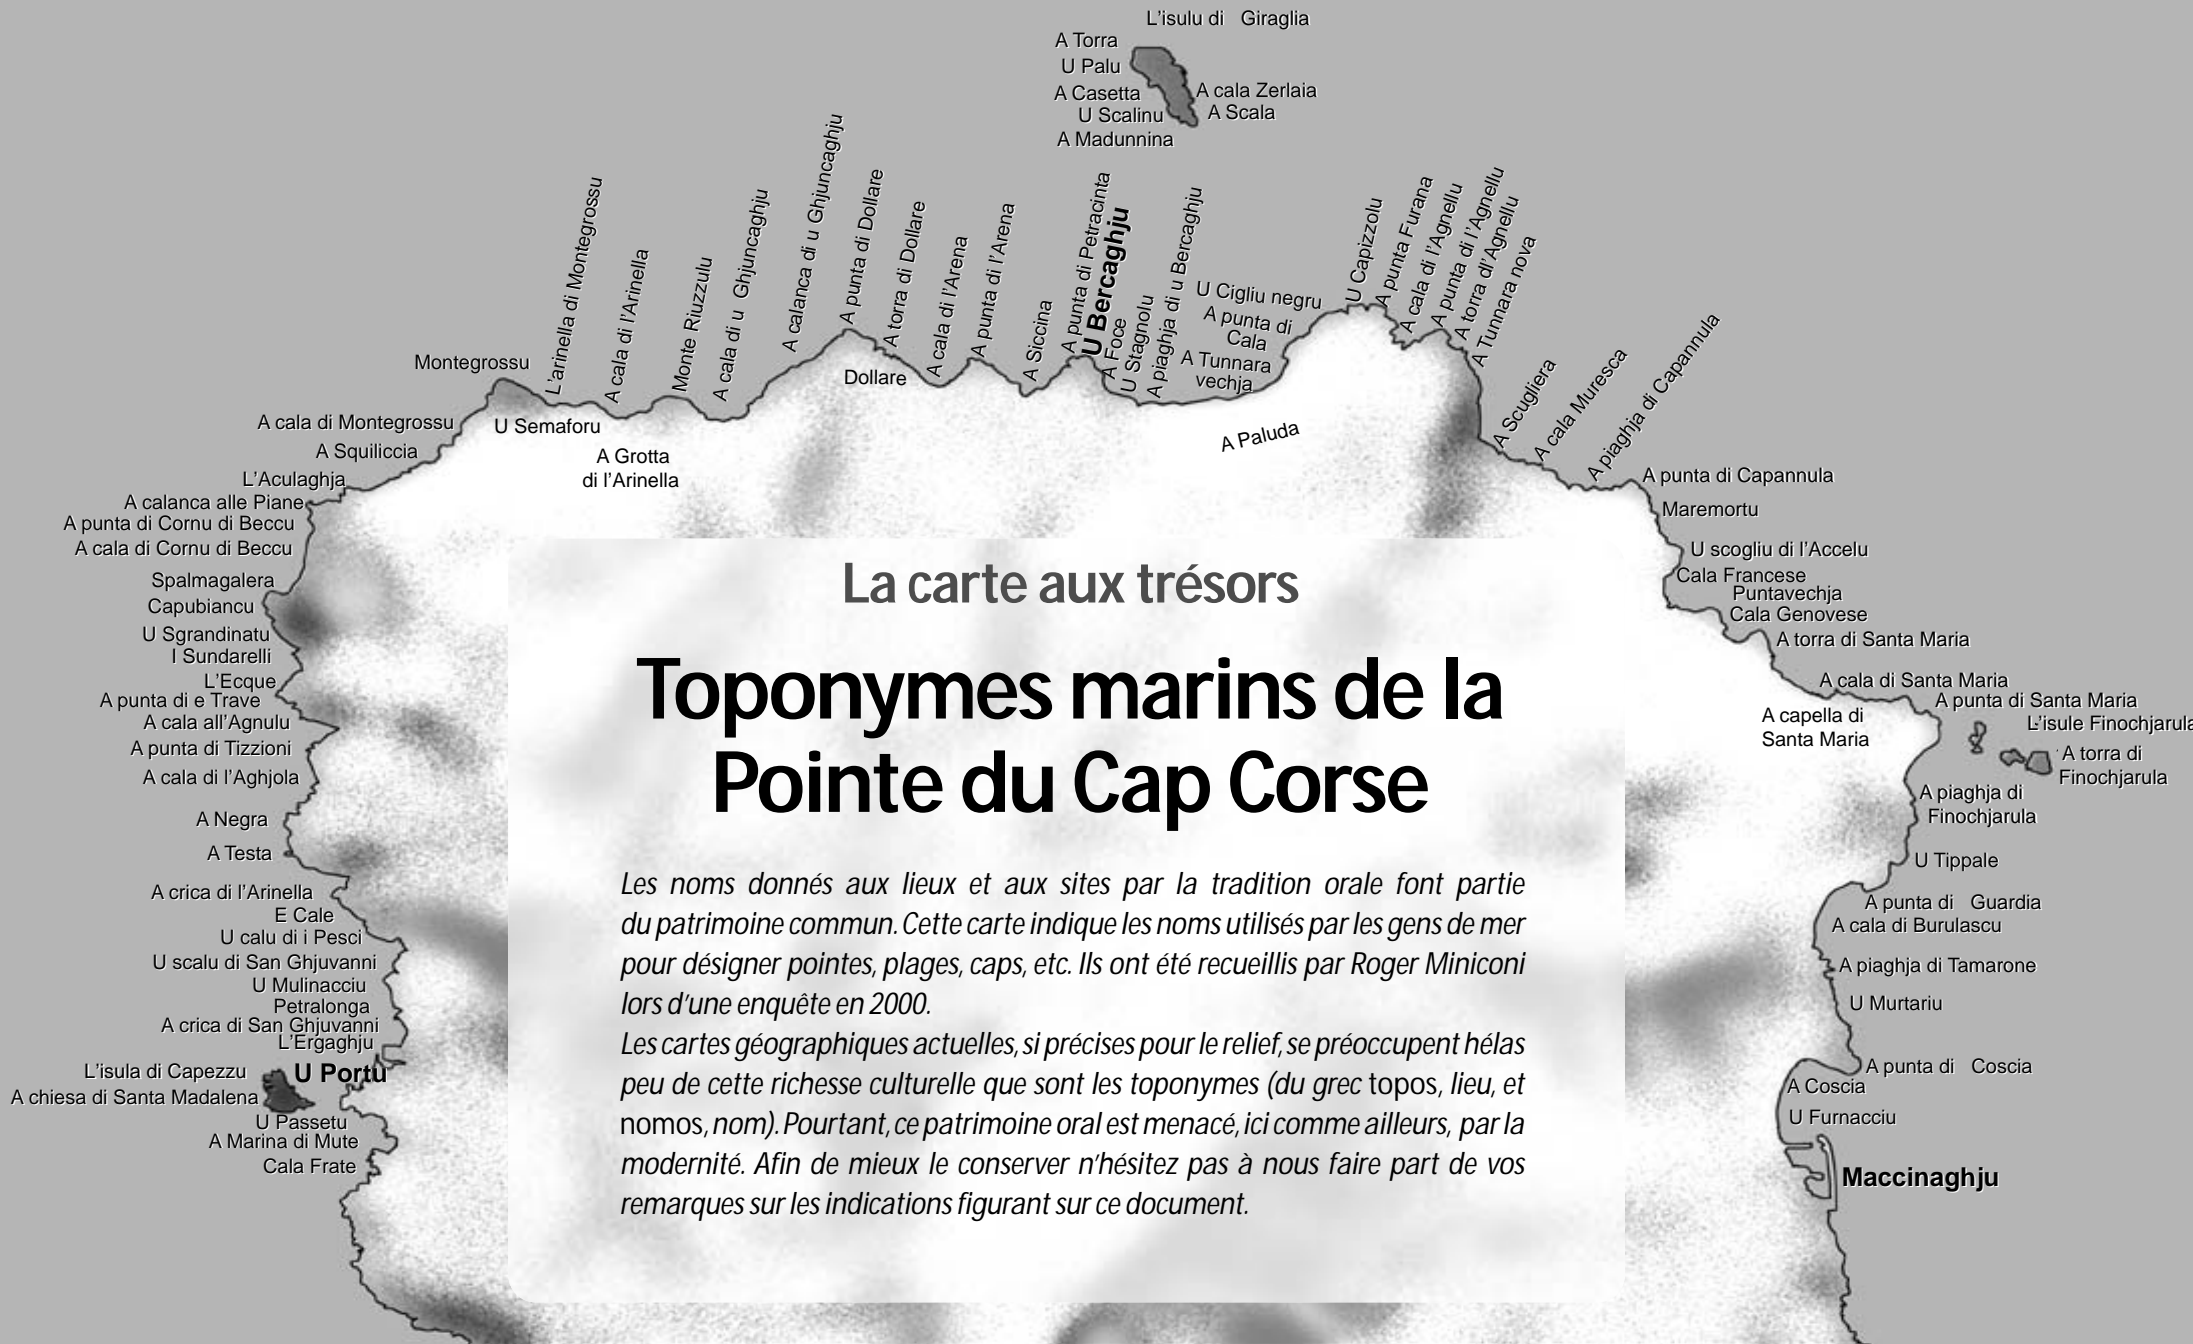 L'isulu di Giraglia
A Torra
U Palu
A Casetta
U Scalinu
A Madunnina
A cala Zerlaia
A Scala
Montegrossu
L'arinella di Montegrossu
A cala di l'Arinella
Monte Riuzzulu
A cala di u Ghjuncaghju
A calanca di u Ghjuncaghju
A punta di Dollare
A torra di Dollare
A cala di l'Arena
A punta di l'Arena
A Siccina
A punta di Petracinta
U Bercaghju
A Foce
U Stagnolu
A piaghja di u Bercaghju
U Cigliu negru
A punta di
Cala
A Tunnara
vechja
U Capizzolu
A punta Furana
A cala di l'Agnellu
A punta di l'Agnellu
A torra dl'Agnellu
A Tunnara nova
A Scugliera
A cala Muresca
A piaghja di Capannula
Dollare
U Semaforu
A Grotta
di l'Arinella
A Paluda
A cala di Montegrossu
A Squiliccia
L'Aculaghja
A calanca alle Piane
A punta di Cornu di Beccu
A cala di Cornu di Beccu
Spalmagalera
Capubiancu
U Sgrandinatu
I Sundarelli
L'Ecque
A punta di e Trave
A cala all'Agnulu
A punta di Tizzioni
A cala di l'Aghjola
A Negra
A Testa
A crica di l'Arinella
E Cale
U calu di i Pesci
U scalu di San Ghjuvanni
U Mulinacciu
Petralonga
A crica di San Ghjuvanni
L'Ergaghju
L'isula di Capezzu
U Portu
A chiesa di Santa Madalena
U Passetu
A Marina di Mute
Cala Frate
A punta di Capannula
Maremortu
U scogliu di l'Accelu
Cala Francese
Puntavechja
Cala Genovese
A torra di Santa Maria
A cala di Santa Maria
A punta di Santa Maria
A capella di
Santa Maria
L'isule Finochjarula
A torra di
Finochjarula
A piaghja di
Finochjarula
U Tippale
A punta di Guardia
A cala di Burulascu
A piaghja di Tamarone
U Murtariu
A punta di Coscia
A Coscia
U Furnacciu
Maccinaghju
La carte aux trésors
Toponymes marins de la
Pointe du Cap Corse
Les noms donnés aux lieux et aux sites par la tradition orale font partie
du patrimoine commun. Cette carte indique les noms utilisés par les gens de mer
pour désigner pointes, plages, caps, etc. Ils ont été recueillis par Roger Miniconi
lors d'une enquête en 2000.
Les cartes géographiques actuelles, si précises pour le relief, se préoccupent hélas
peu de cette richesse culturelle que sont les toponymes (du grec topos, lieu, et
nomos, nom). Pourtant, ce patrimoine oral est menacé, ici comme ailleurs, par la
modernité. Afin de mieux le conserver n'hésitez pas à nous faire part de vos
remarques sur les indications figurant sur ce document.